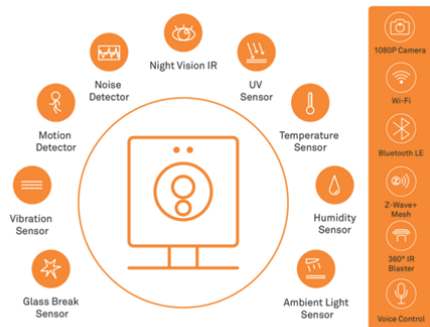 Night Vision IR
Noise
Detector
UV
Sensor
Motion
Detector
Temperature
Sensor
Vibration
Sensor
Humidity
Sensor
Glass Break
Sensor
Ambient Light
Sensor
1080P Camera
Wi-Fi
Bluetooth LE
Z-Wave+
Mesh
360° IR
Blaster
Voice Control